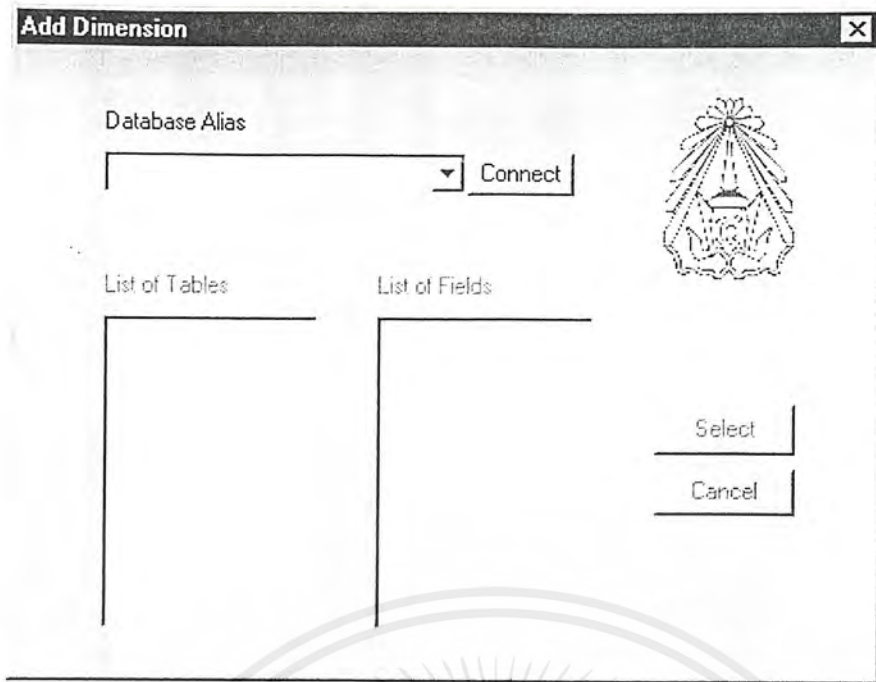 Add Dimension
Database Alias
Connect
List of Tables
List of Fields
Select
Cancel